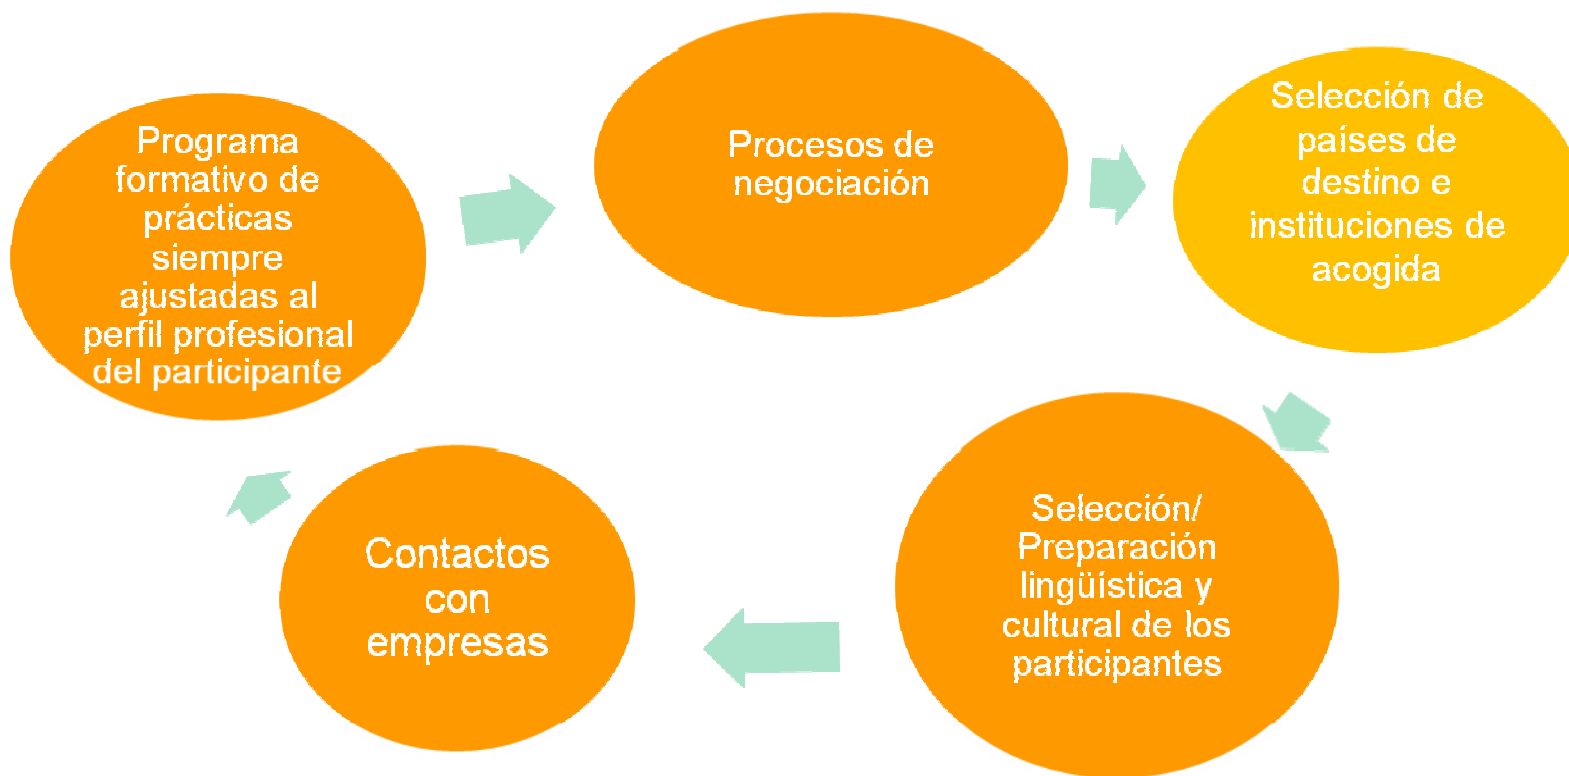 Programa
formativo de
prácticas
siempre
ajustadas al
perfil profesional
del participante
Procesos de
negociación
Selección de
países de
destino e
instituciones de
acogida
Selección/
Preparación
lingüística y
cultural de los
participantes
Contactos
con
empresas